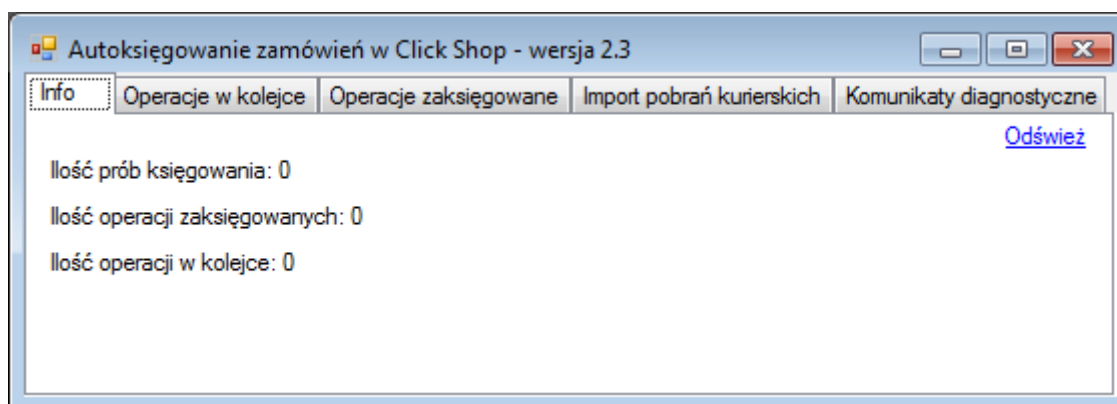 Autoksięgowanie zamówień w Click Shop - wersja 2.3
Info Operacje w kolejce Operacje zaksięgowane Import pobrań kurierskich Komunikaty diagnostyczne
Odśwież
Ilość prób księgowania: 0
Ilość operacji zaksięgowanych: 0
Ilość operacji w kolejce: 0